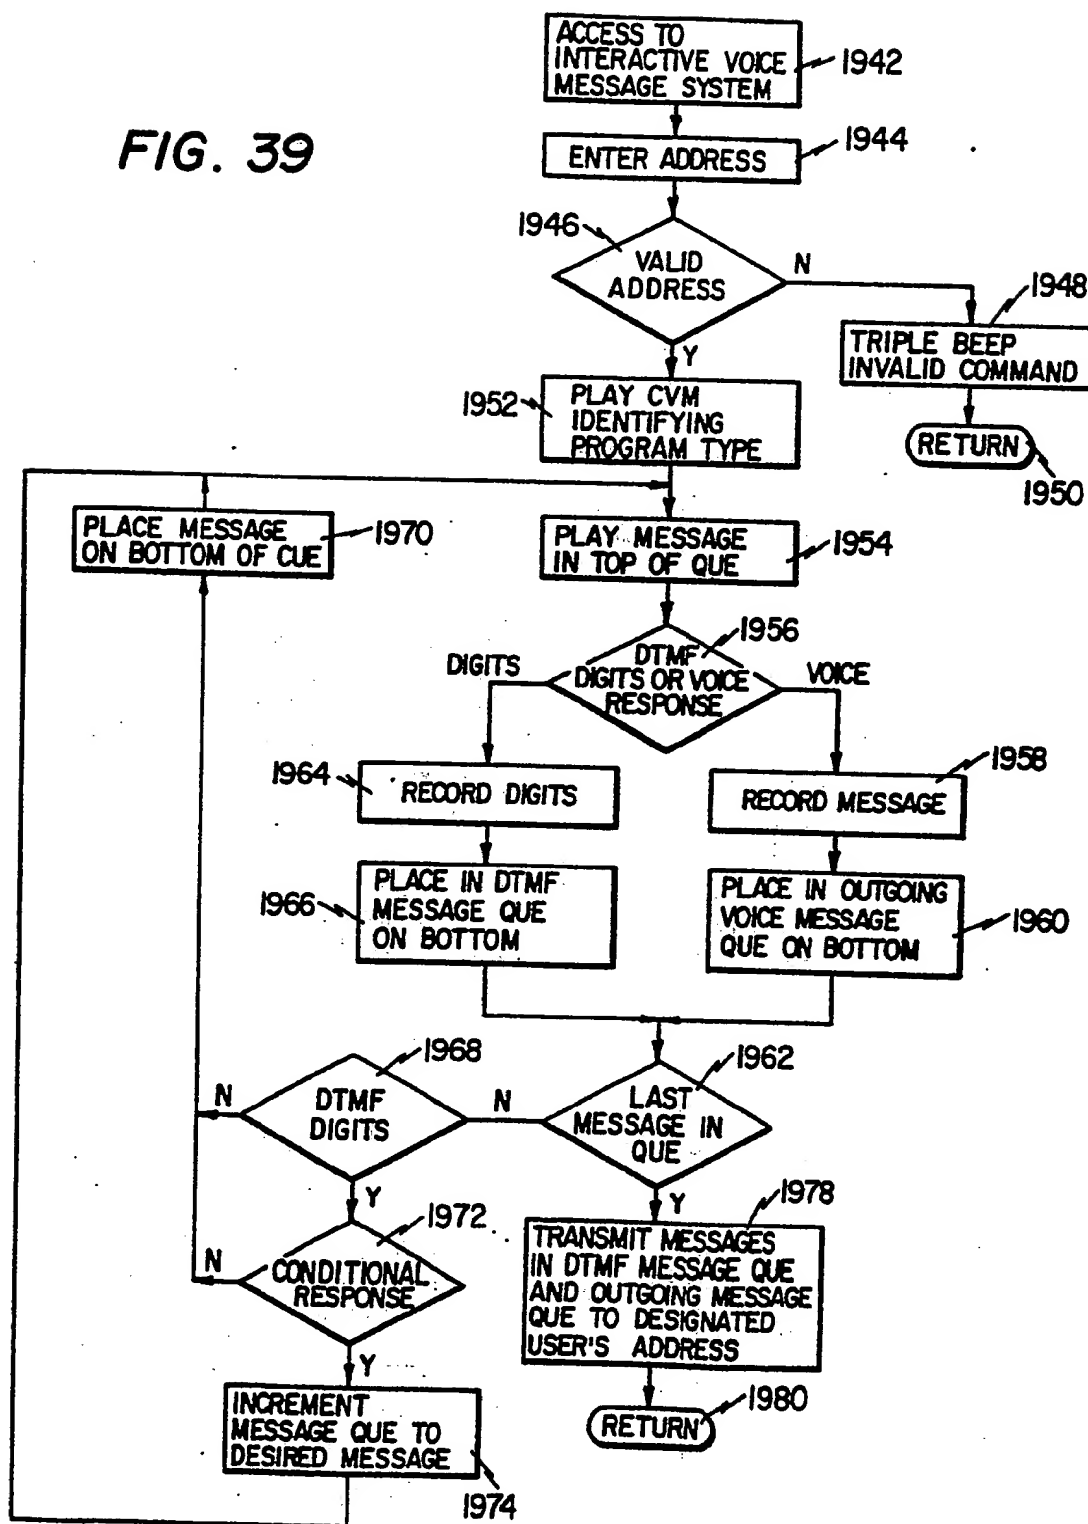 FIG. 39
ACCESS TO
INTERACTIVE VOICE
MESSAGE SYSTEM
1942
ENTER ADDRESS
1944
1946
VALID
ADDRESS
N
Y
1948
TRIPLE BEEP
INVALID COMMAND
RETURN
1950
1952
PLAY CVM
IDENTIFYING
PROGRAM TYPE
PLACE MESSAGE
ON BOTTOM OF CUE
1970
PLAY MESSAGE
IN TOP OF QUE
1954
1956
DTMF
DIGITS OR VOICE
RESPONSE
DIGITS
VOICE
1964
RECORD DIGITS
1958
RECORD MESSAGE
1966
PLACE IN DTMF
MESSAGE QUE
ON BOTTOM
PLACE IN OUTGOING
VOICE MESSAGE
QUE ON BOTTOM
1960
1968
DTMF
DIGITS
N
Y
N
1962
LAST
MESSAGE IN
QUE
Y
1972
CONDITIONAL
RESPONSE
N
Y
1978
TRANSMIT MESSAGES
IN DTMF MESSAGE QUE
AND OUTGOING MESSAGE
QUE TO DESIGNATED
USER'S ADDRESS
INCREMENT
MESSAGE QUE TO
DESIRED MESSAGE
1974
RETURN
1980